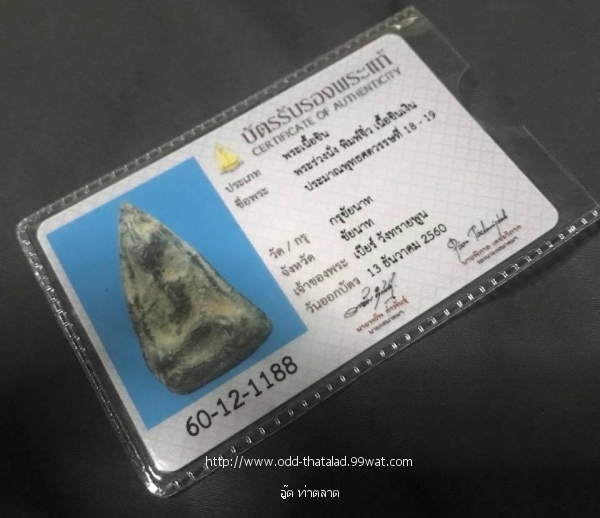 บัตรรับรองพระแท้
CERTIFICATE OF AUTHENTICITY
ประเภท พระเนื้อชิน
ชื่อพระ พระร่วงนั่ง พิมพ์จิ๋ว เนื้อชินเงิน
ประมาณพุทธศตวรรษที่ 18 - 19
วัด / กรุ กรุชัยนาท
จังหวัด ชัยนาท
เจ้าของพระ เบียร์ วังทรายพูน
วันออกบัตร 13 ธันวาคม 2560
60-12-1188
http://www.odd-thatalad.99wat.com
อู๊ด ท่าตลาด